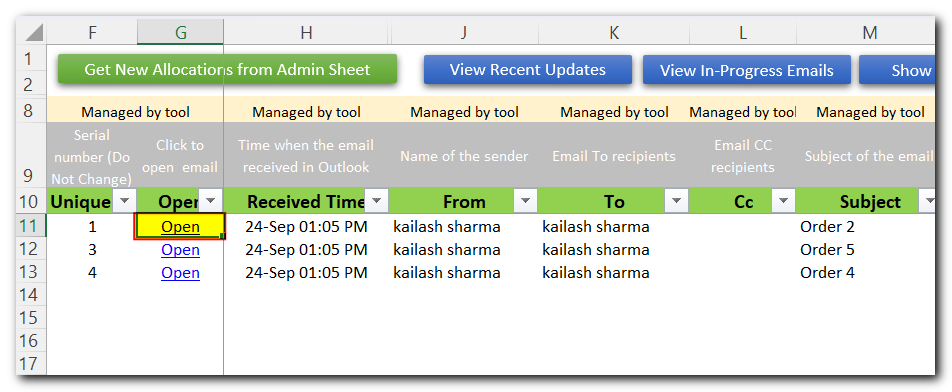 F G H J K L M
1 Get New Allocations from Admin Sheet View Recent Updates View In-Progress Emails Show
2
8 Managed by tool Managed by tool Managed by tool Managed by tool Managed by tool Managed by tool
Serial
number (Do
Not Change) Click to
open email Time when the email
received in Outlook Name of the sender Email To recipients Email CC
recipients Subject of the email
9
10 Unique Open Received Time From To Cc Subject
11 1 Open 24-Sep 01:05 PM kailash sharma kailash sharma Order 2
12 3 Open 24-Sep 01:05 PM kailash sharma kailash sharma Order 5
13 4 Open 24-Sep 01:05 PM kailash sharma kailash sharma Order 4
14
15
16
17